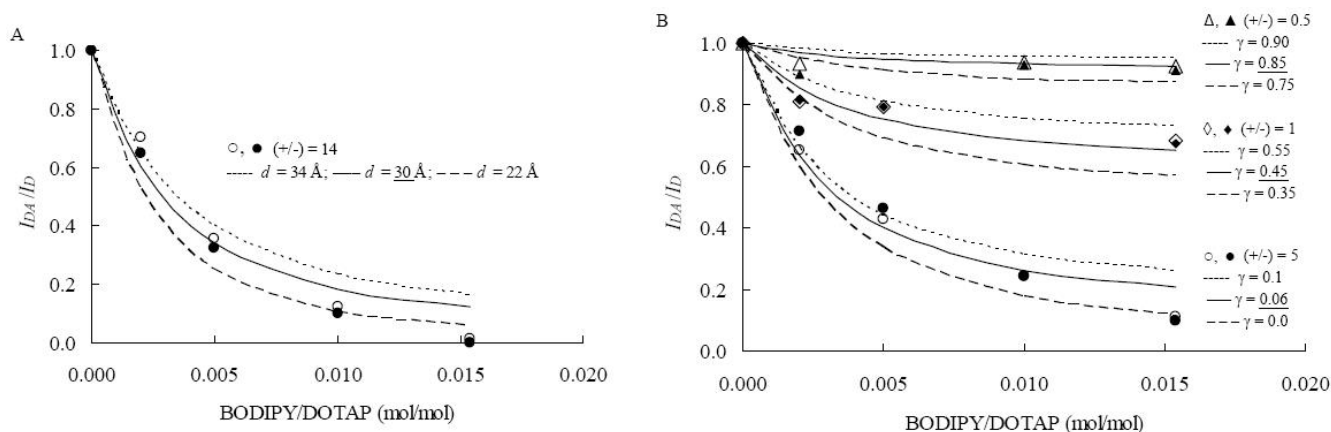 A
1.0
0.8
0.6
0.4
0.2
0.0
I_DA/I_D
○, ● (+/-) = 14
d = 34 Å; d = 30 Å; d = 22 Å
0.000 0.005 0.010 0.015 0.020
BODIPY/DOTAP (mol/mol)
B
1.0
0.8
0.6
0.4
0.2
0.0
I_DA/I_D
Δ, ▲ (+/-) = 0.5
γ = 0.90
γ = 0.85
γ = 0.75
◊, ◆ (+/-) = 1
γ = 0.55
γ = 0.45
γ = 0.35
○, ● (+/-) = 5
γ = 0.1
γ = 0.06
γ = 0.0
0.000 0.005 0.010 0.015 0.020
BODIPY/DOTAP (mol/mol)